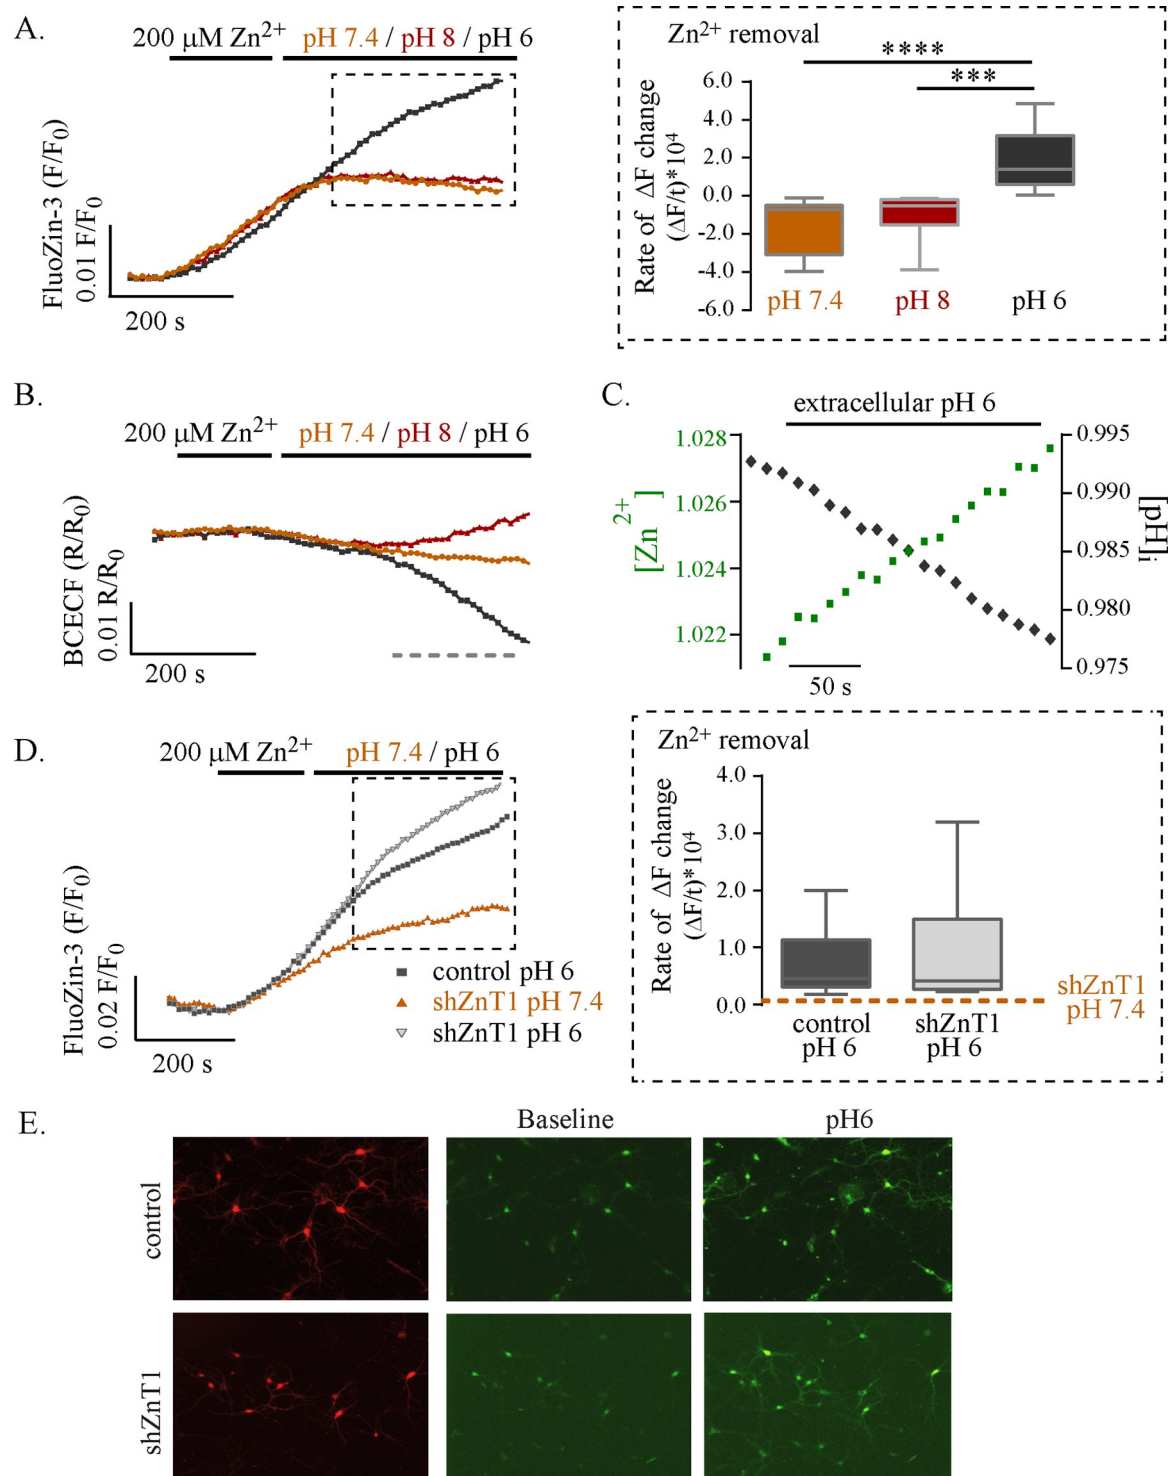 A.
200 μM Zn²⁺ pH 7.4 / pH 8 / pH 6
FluoZin-3 (F/F₀)
0.01 F/F₀
200 s
Zn²⁺ removal
****
***
Rate of ΔF change
(ΔF/t)*10⁴
6.0
4.0
2.0
0.0
-2.0
-4.0
-6.0
pH 7.4 pH 8 pH 6
B.
200 μM Zn²⁺ pH 7.4 / pH 8 / pH 6
BCECF (R/R₀)
0.01 R/R₀
200 s
C.
extracellular pH 6
[Zn²⁺]
1.028
1.026
1.024
1.022
0.995
0.990
0.985
0.980
0.975
[pH]ᵢ
50 s
D.
200 μM Zn²⁺ pH 7.4 / pH 6
FluoZin-3 (F/F₀)
0.02 F/F₀
200 s
control pH 6
shZnT1 pH 7.4
shZnT1 pH 6
Zn²⁺ removal
Rate of ΔF change
(ΔF/t)*10⁴
4.0
3.0
2.0
1.0
0.0
shZnT1
pH 7.4
control
pH 6
shZnT1
pH 6
E.
Baseline pH6
control
shZnT1